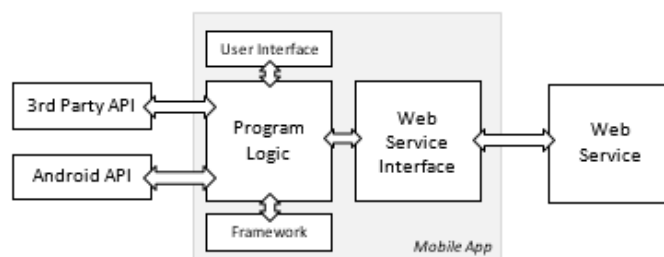 User Interface
3rd Party API
Android API
Program
Logic
Web
Service
Interface
Web
Service
Framework
Mobile App